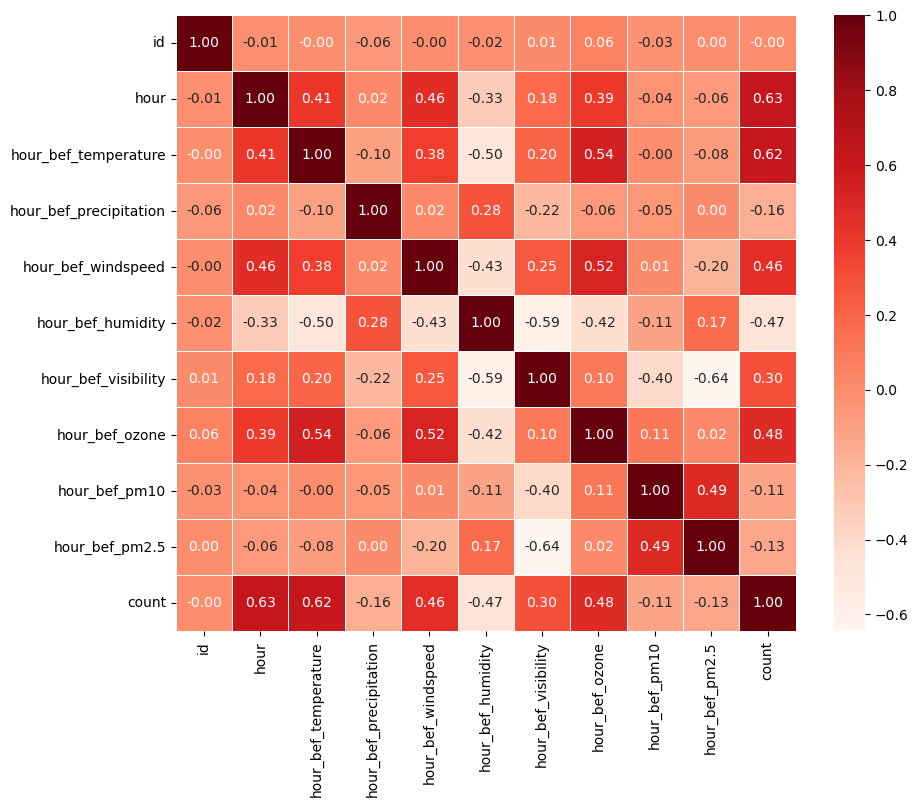 id 1.00 -0.01 -0.00 -0.06 -0.00 -0.02 0.01 0.06 -0.03 0.00 -0.00
hour -0.01 1.00 0.41 0.02 0.46 -0.33 0.18 0.39 -0.04 -0.06 0.63
hour_bef_temperature -0.00 0.41 1.00 -0.10 0.38 -0.50 0.20 0.54 -0.00 -0.08 0.62
hour_bef_precipitation -0.06 0.02 -0.10 1.00 0.02 0.28 -0.22 -0.06 -0.05 0.00 -0.16
hour_bef_windspeed -0.00 0.46 0.38 0.02 1.00 -0.43 0.25 0.52 0.01 -0.20 0.46
hour_bef_humidity -0.02 -0.33 -0.50 0.28 -0.43 1.00 -0.59 -0.42 -0.11 0.17 -0.47
hour_bef_visibility 0.01 0.18 0.20 -0.22 0.25 -0.59 1.00 0.10 -0.40 -0.64 0.30
hour_bef_ozone 0.06 0.39 0.54 -0.06 0.52 -0.42 0.10 1.00 0.11 0.02 0.48
hour_bef_pm10 -0.03 -0.04 -0.00 -0.05 0.01 -0.11 -0.40 0.11 1.00 0.49 -0.11
hour_bef_pm2.5 0.00 -0.06 -0.08 0.00 -0.20 0.17 -0.64 0.02 0.49 1.00 -0.13
count -0.00 0.63 0.62 -0.16 0.46 -0.47 0.30 0.48 -0.11 -0.13 1.00
id
hour
hour_bef_temperature
hour_bef_precipitation
hour_bef_windspeed
hour_bef_humidity
hour_bef_visibility
hour_bef_ozone
hour_bef_pm10
hour_bef_pm2.5
count
1.0
0.8
0.6
0.4
0.2
0.0
−0.2
−0.4
−0.6